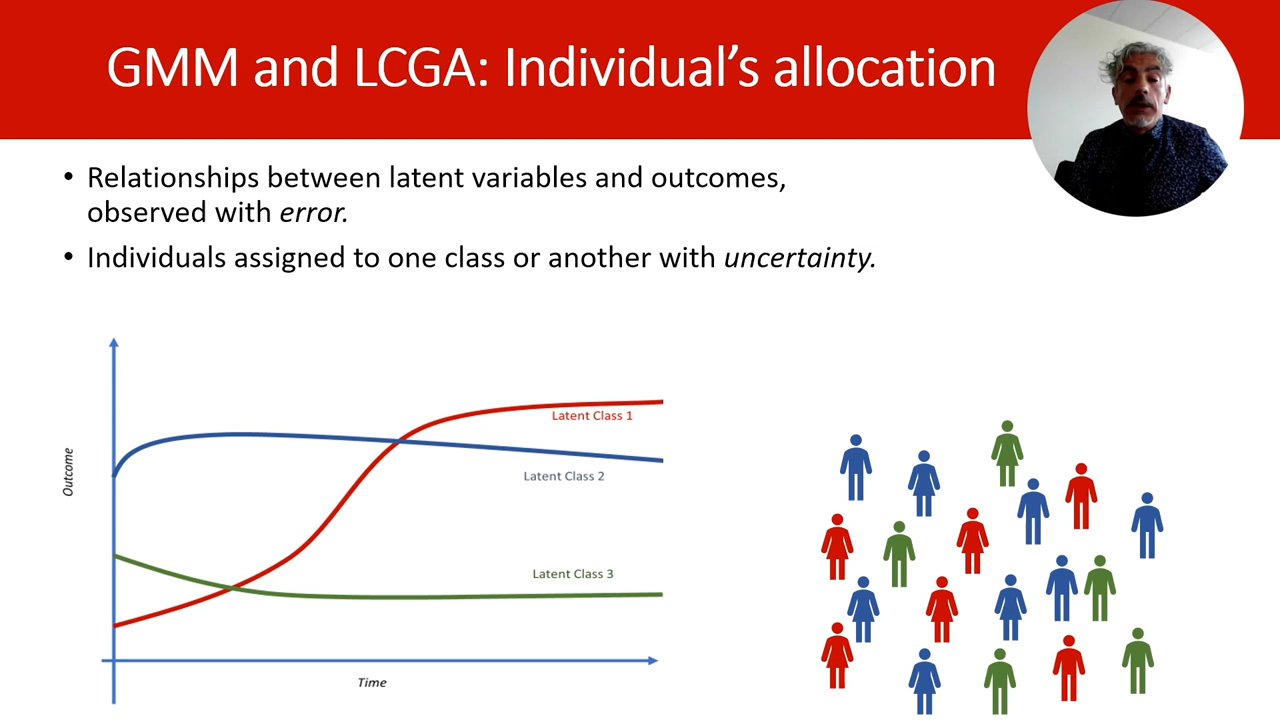 GMM and LCGA: Individual’s allocation
• Relationships between latent variables and outcomes,
observed with error.
• Individuals assigned to one class or another with uncertainty.
Latent Class 1
Latent Class 2
Latent Class 3
Outcome
Time